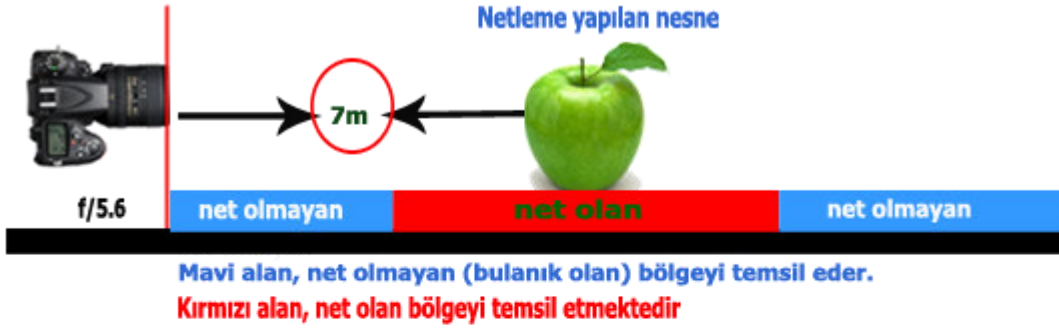 Netleme yapılan nesne
7m
f/5.6
net olmayan
net olan
net olmayan
Mavi alan, net olmayan (bulanık olan) bölgeyi temsil eder.
Kırmızı alan, net olan bölgeyi temsil etmektedir